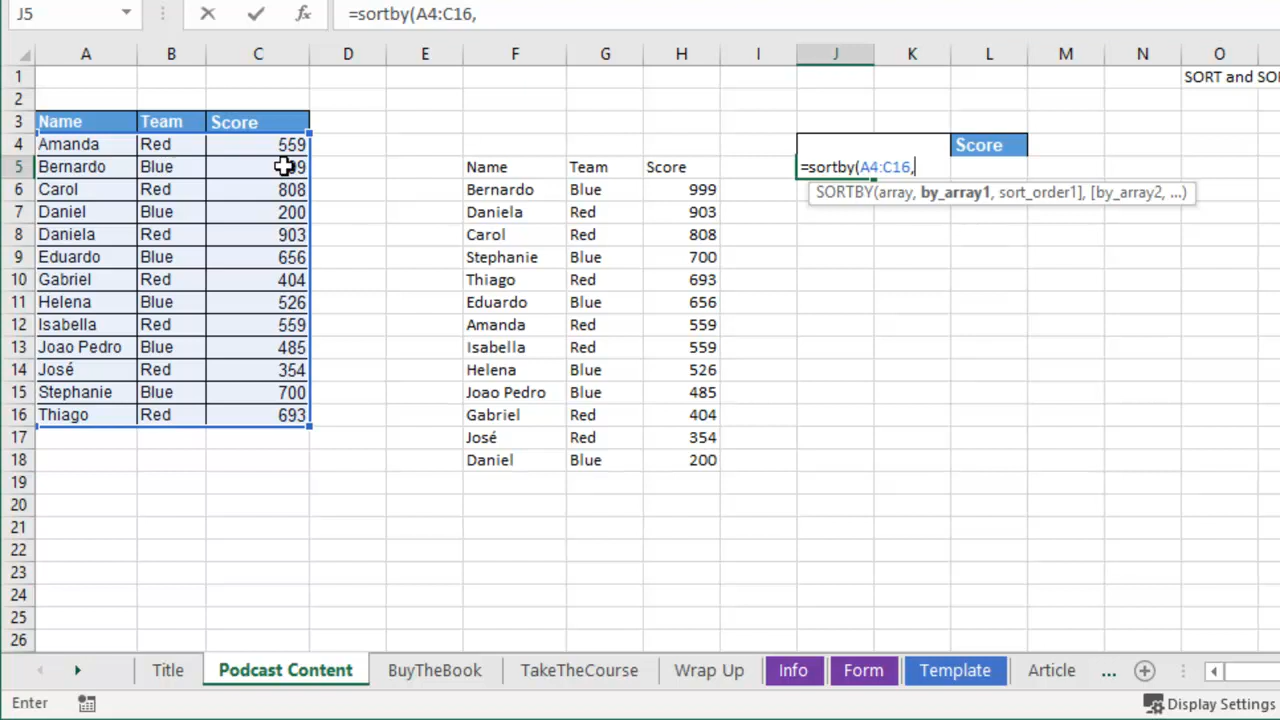 J5 fx =sortby(A4:C16,
A B C D E F G H I J K L M N O
1 SORT and SO
2
3 Name Team Score
4 Amanda Red 559 Score
5 Bernardo Blue Name Team Score =sortby(A4:C16,
6 Carol Red 808 Bernardo Blue 999 SORTBY(array, by_array1, sort_order1], [by_array2, ...)
7 Daniel Blue 200 Daniela Red 903
8 Daniela Red 903 Carol Red 808
9 Eduardo Blue 656 Stephanie Blue 700
10 Gabriel Red 404 Thiago Red 693
11 Helena Blue 526 Eduardo Blue 656
12 Isabella Red 559 Amanda Red 559
13 Joao Pedro Blue 485 Isabella Red 559
14 José Red 354 Helena Blue 526
15 Stephanie Blue 700 Joao Pedro Blue 485
16 Thiago Red 693 Gabriel Red 404
17 José Red 354
18 Daniel Blue 200
19
20
21
22
23
24
25
26
Title Podcast Content BuyTheBook TakeTheCourse Wrap Up Info Form Template Article ...
Enter Display Settings